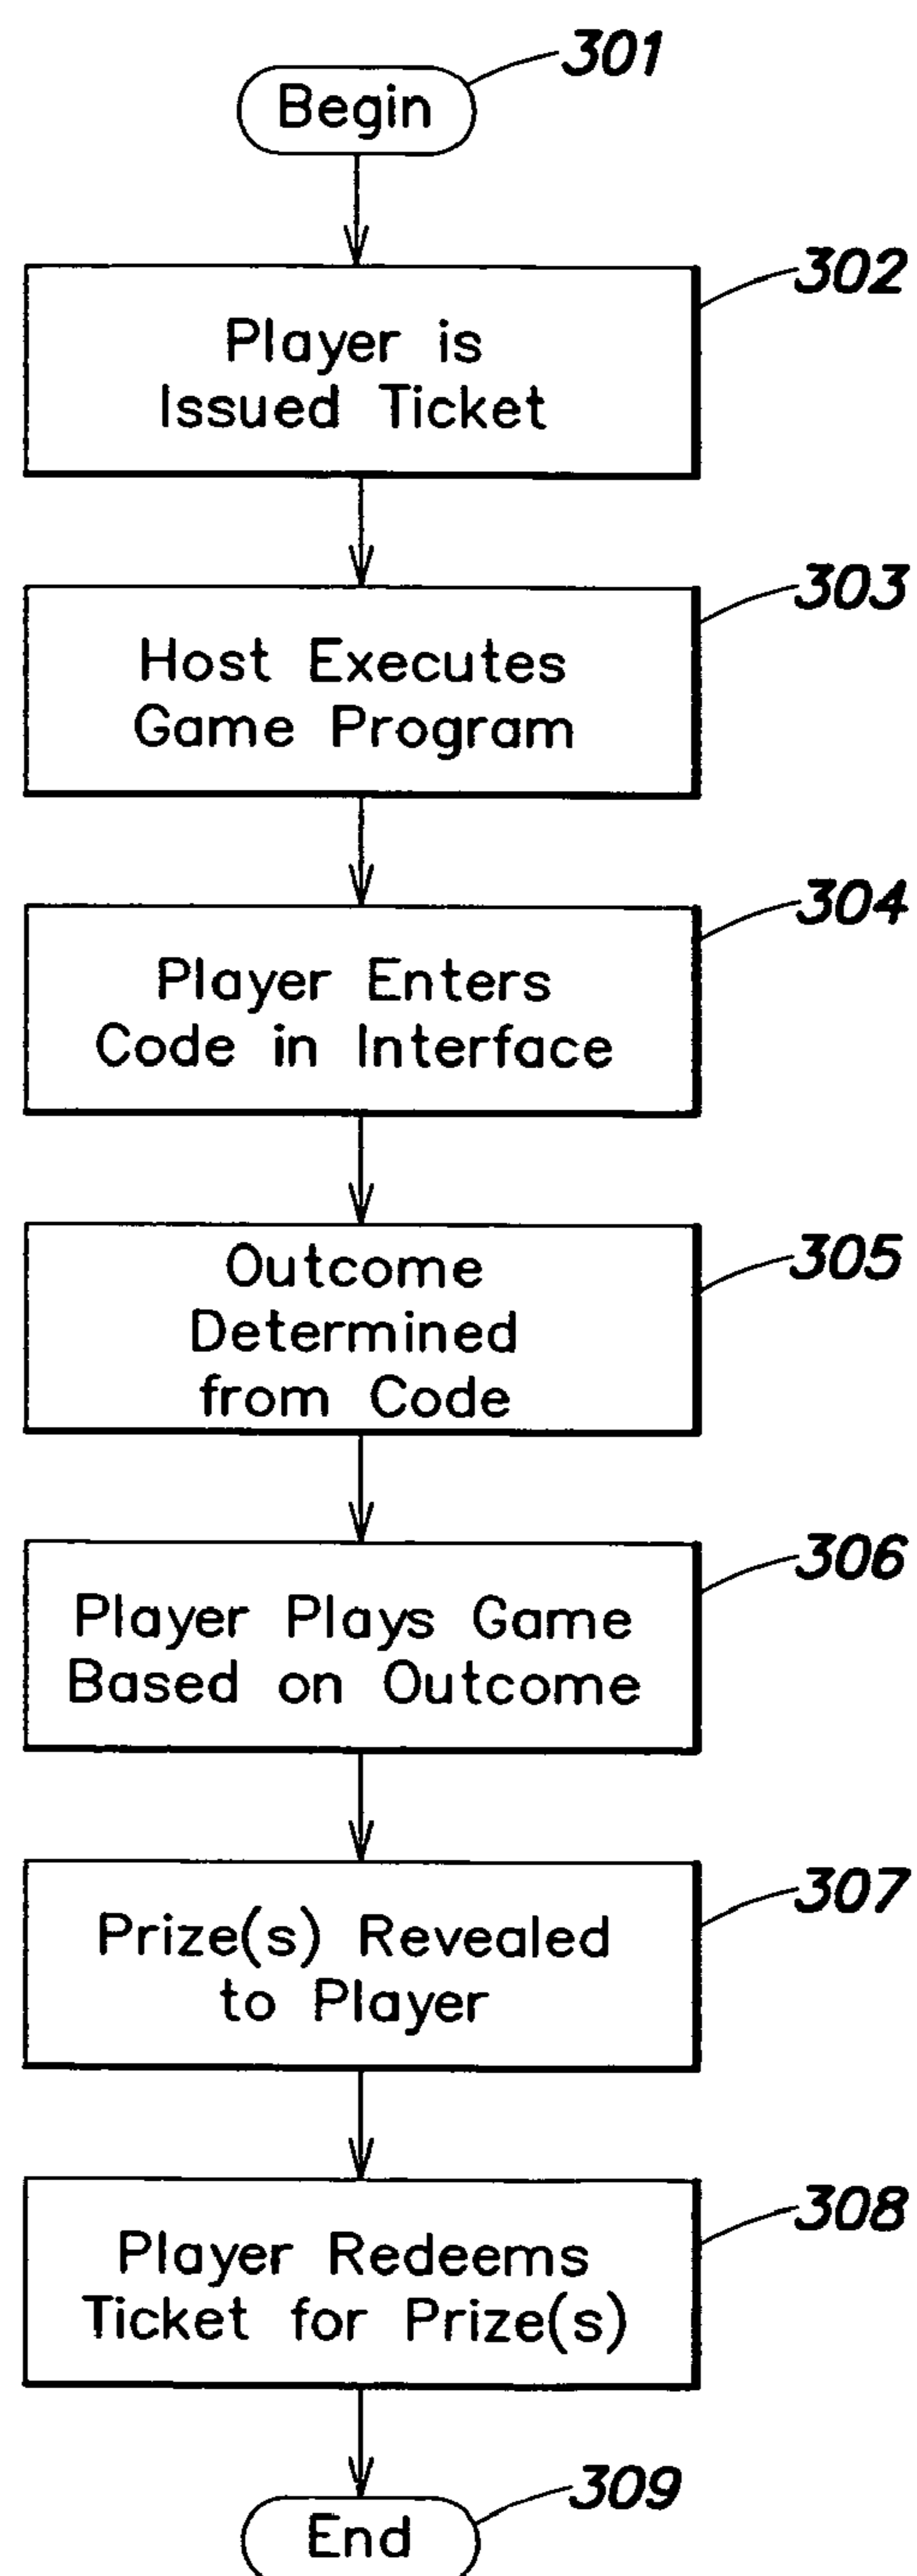 301
Begin
302
Player is
Issued Ticket
303
Host Executes
Game Program
304
Player Enters
Code in Interface
305
Outcome
Determined
from Code
306
Player Plays Game
Based on Outcome
307
Prize(s) Revealed
to Player
308
Player Redeems
Ticket for Prize(s)
309
End